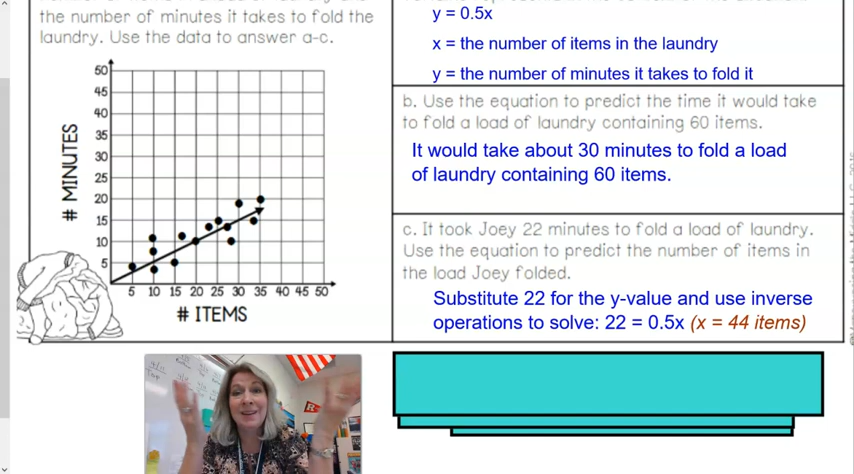 the number of minutes it takes to fold the
laundry. Use the data to answer a-c.
50
45
40
35
30
25
20
15
10
5
# MINUTES
5 10 15 20 25 30 35 40 45 50
# ITEMS
y = 0.5x
x = the number of items in the laundry
y = the number of minutes it takes to fold it
b. Use the equation to predict the time it would take
to fold a load of laundry containing 60 items.
It would take about 30 minutes to fold a load
of laundry containing 60 items.
c. It took Joey 22 minutes to fold a load of laundry.
Use the equation to predict the number of items in
the load Joey folded.
Substitute 22 for the y-value and use inverse
operations to solve: 22 = 0.5x (x = 44 items)
R